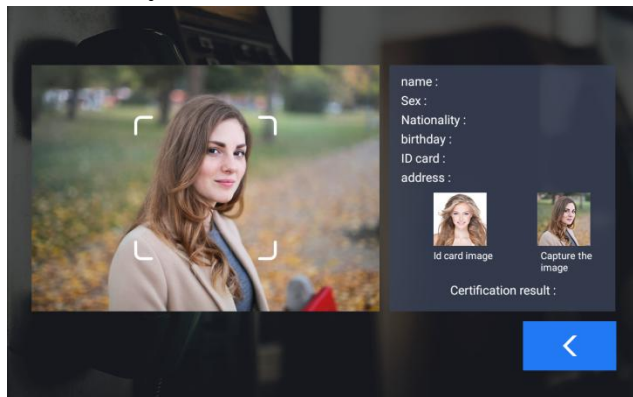 name :
Sex :
Nationality :
birthday :
ID card :
address :
Id card image
Capture the
image
Certification result :